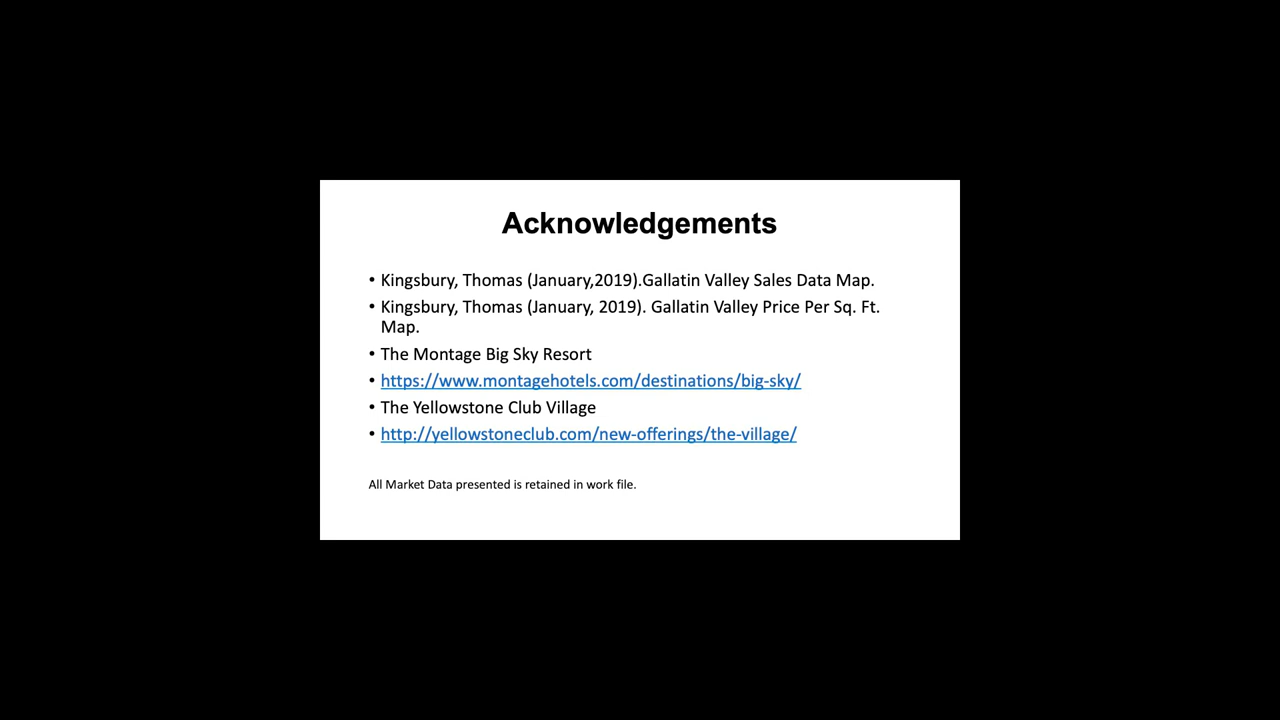 Acknowledgements
• Kingsbury, Thomas (January,2019).Gallatin Valley Sales Data Map.
• Kingsbury, Thomas (January, 2019). Gallatin Valley Price Per Sq. Ft.
Map.
• The Montage Big Sky Resort
• https://www.montagehotels.com/destinations/big-sky/
• The Yellowstone Club Village
• http://yellowstoneclub.com/new-offerings/the-village/
All Market Data presented is retained in work file.